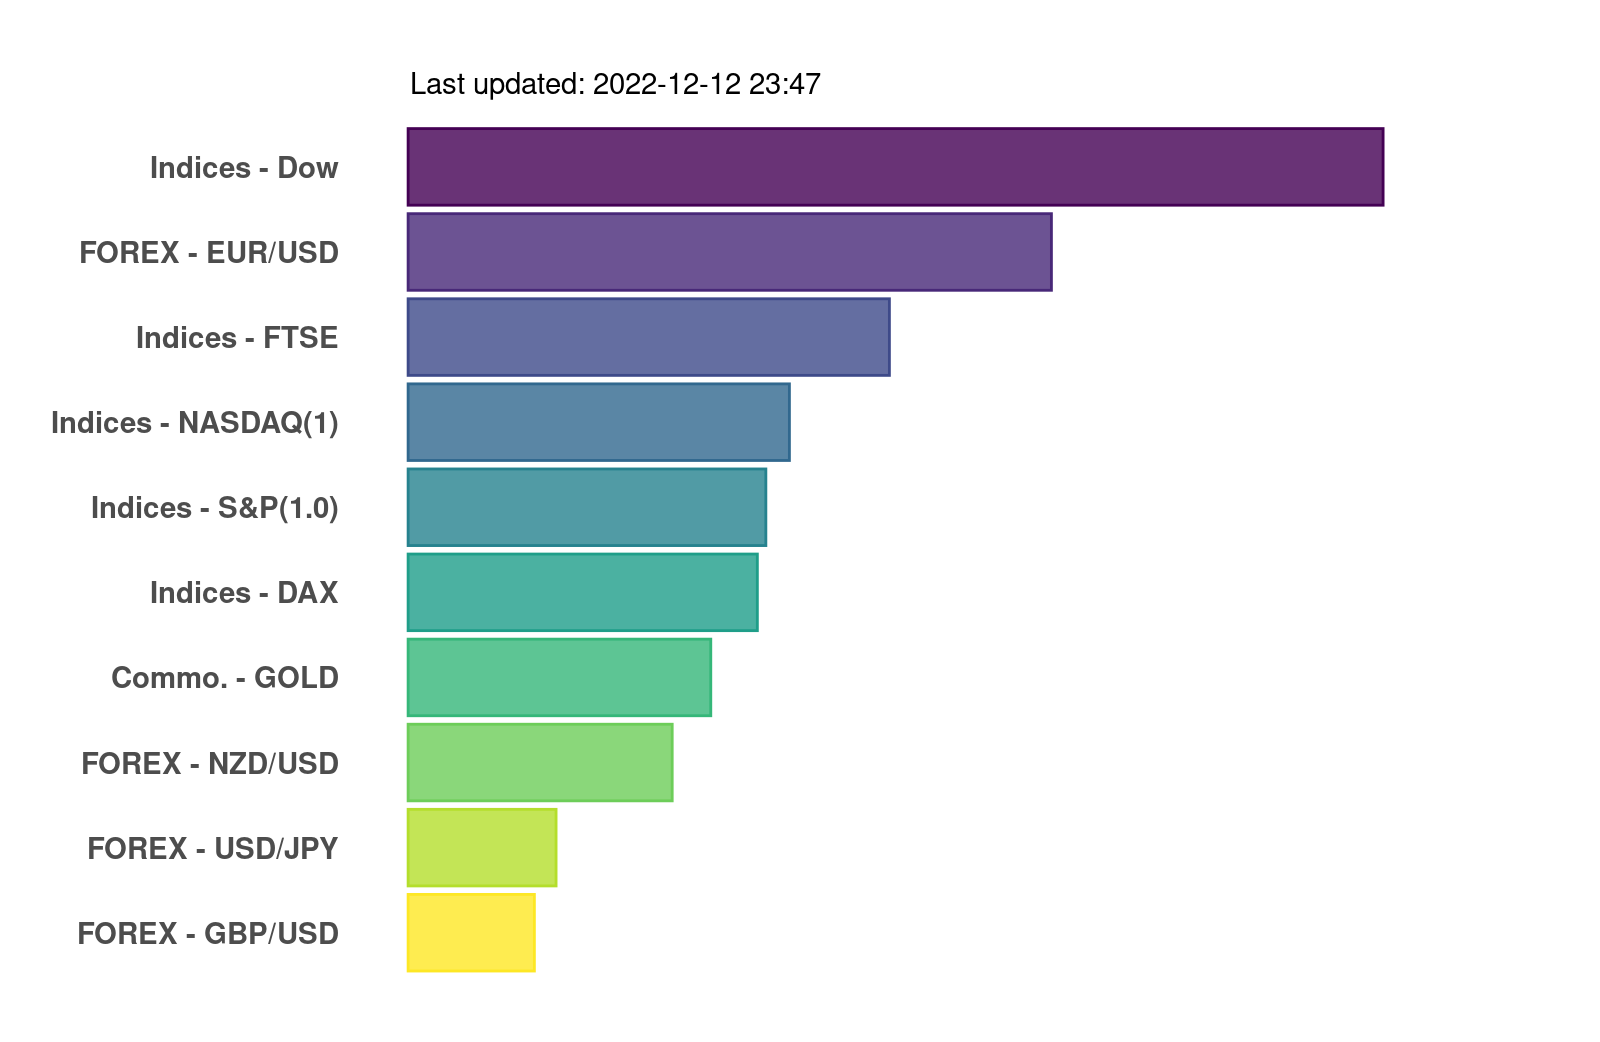 Last updated: 2022-12-12 23:47
Indices - Dow
FOREX - EUR/USD
Indices - FTSE
Indices - NASDAQ(1)
Indices - S&P(1.0)
Indices - DAX
Commo. - GOLD
FOREX - NZD/USD
FOREX - USD/JPY
FOREX - GBP/USD